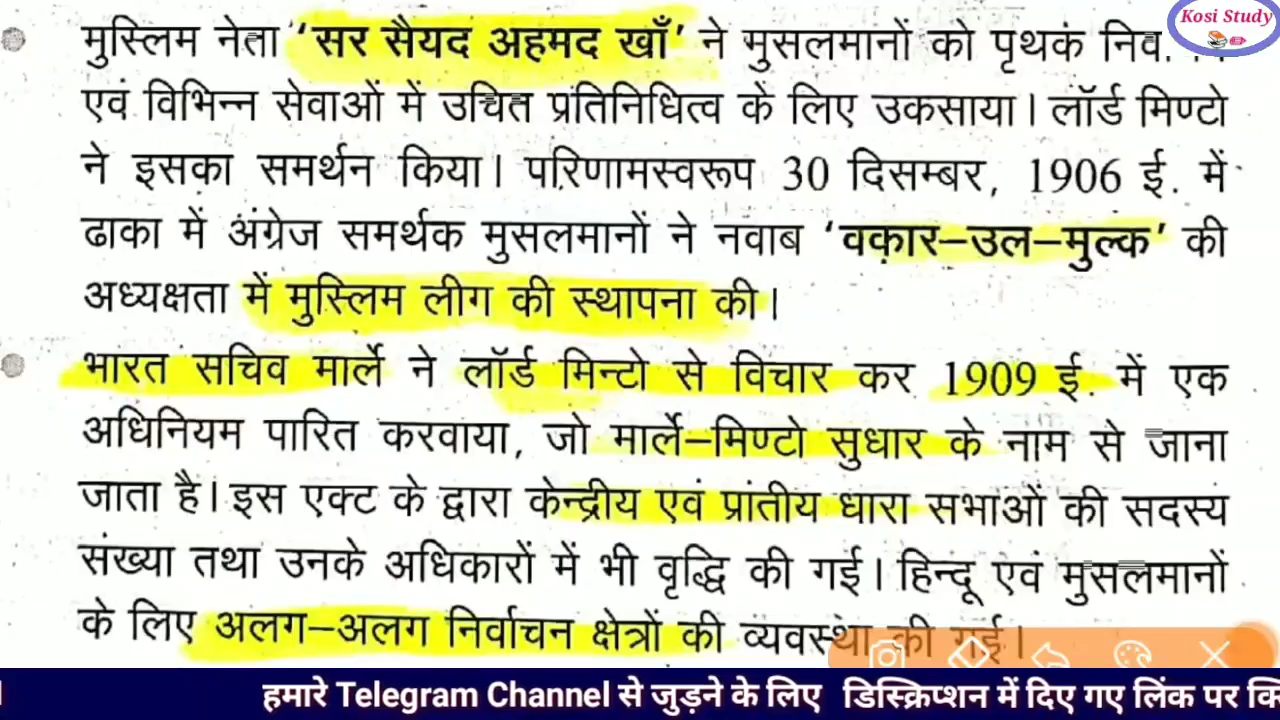 Kosi Study
मुस्लिम नेता ‘सर सैयद अहमद खाँ’ ने मुसलमानों को पृथक
एवं विभिन्न सेवाओं में उचित प्रतिनिधित्व के लिए उकसाया। लॉर्ड मिण्टो
ने इसका समर्थन किया। परिणामस्वरूप 30 दिसम्बर, 1906 ई. में
ढाका में अंग्रेज समर्थक मुसलमानों ने नवाब ‘वक़ार–उल–मुल्क’ की
अध्यक्षता में मुस्लिम लीग की स्थापना की।
भारत सचिव मार्ले ने लॉर्ड मिन्टो से विचार कर 1909 ई. में एक
अधिनियम पारित करवाया, जो मार्ले–मिण्टो सुधार के नाम से जाना
जाता है। इस एक्ट के द्वारा केन्द्रीय एवं प्रांतीय धारा सभाओं की सदस्य
संख्या तथा उनके अधिकारों में भी वृद्धि की गई। हिन्दू एवं मुसलमानों
के लिए अलग–अलग निर्वाचन क्षेत्रों की व्यवस्था की गई।
हमारे Telegram Channel से जुड़ने के लिए डिस्क्रिप्शन में दिए गए लिंक पर